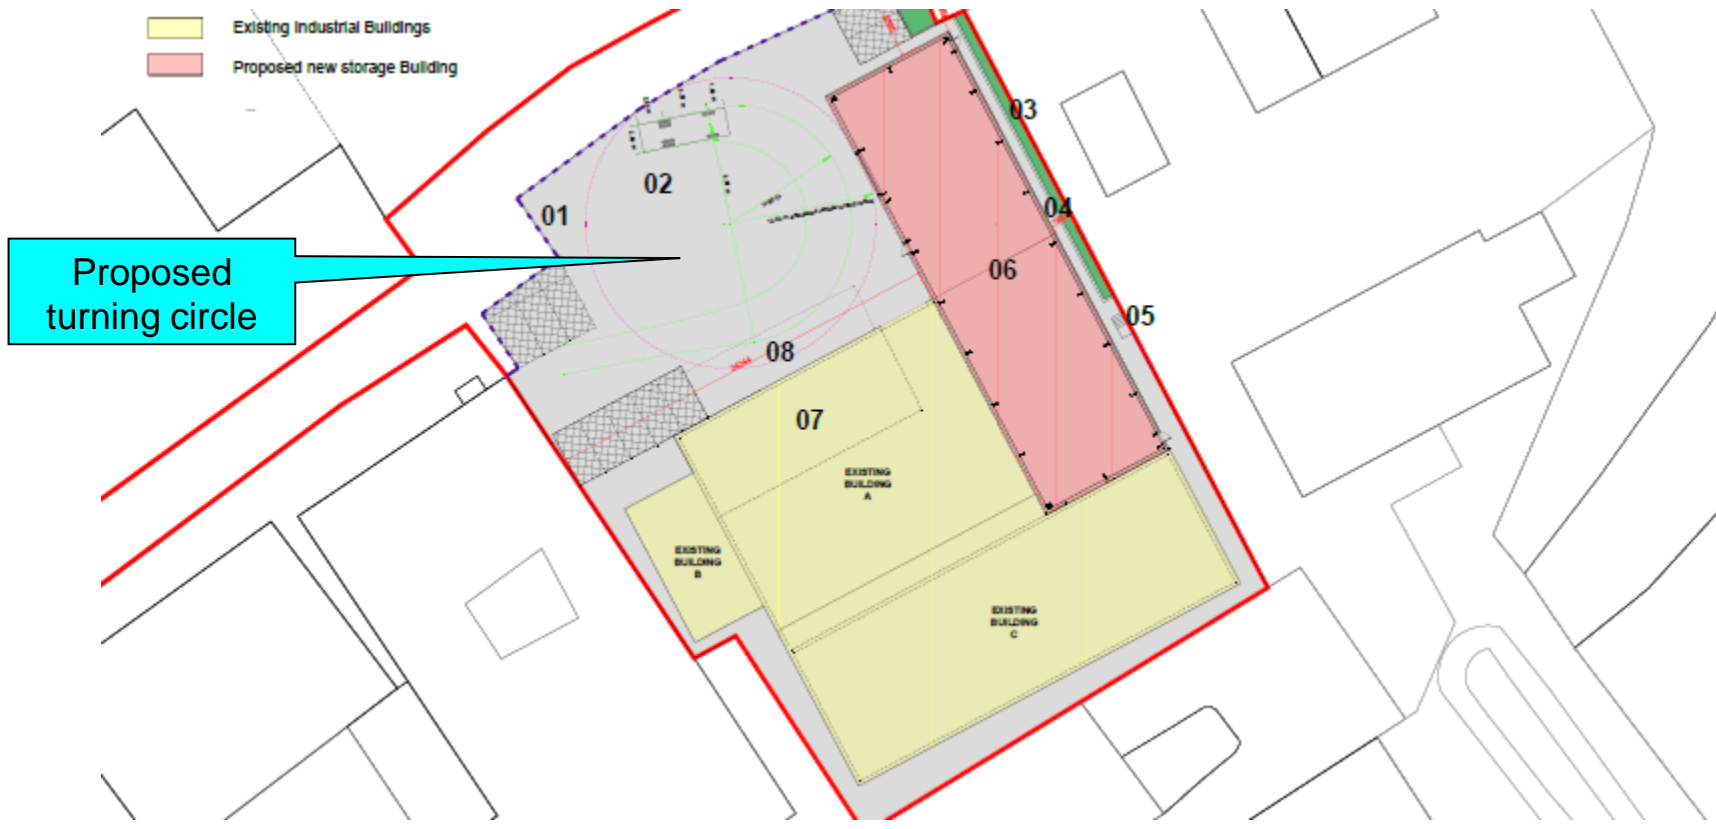 Existing Industrial Buildings
Proposed new storage Building
03
02
04
01
Proposed
turning circle
06
05
08
07
EXISTING
BUILDING
A
EXISTING
BUILDING
B
EXISTING
BUILDING
C